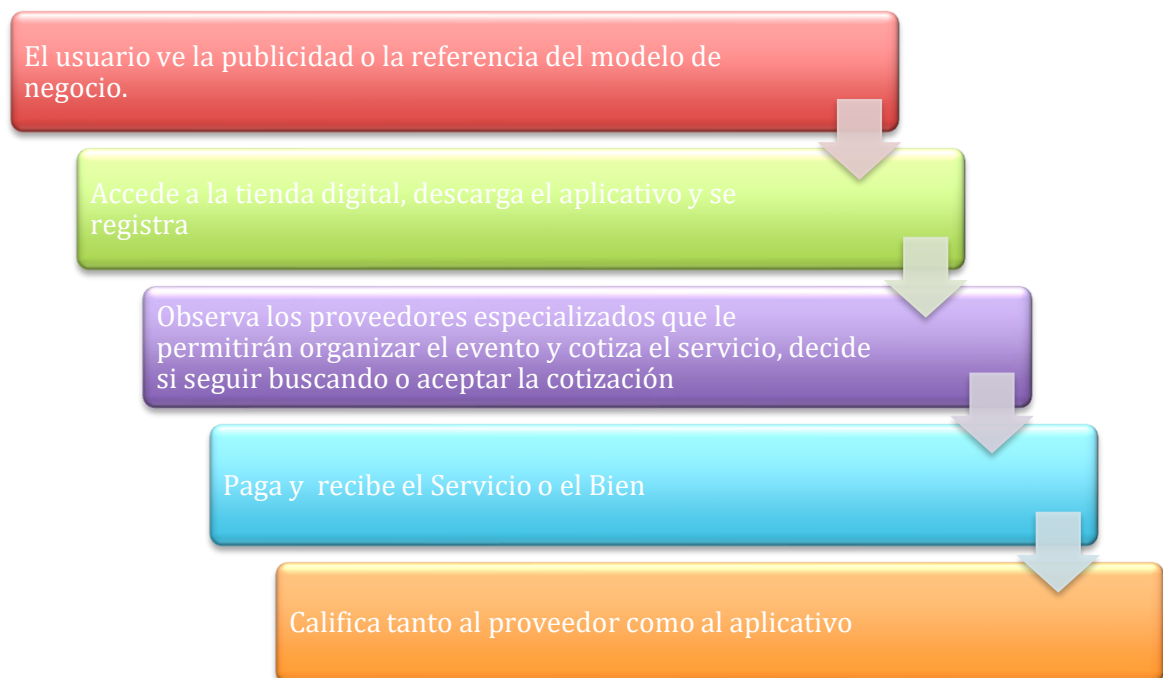 El usuario ve la publicidad o la referencia del modelo de
negocio.
Accede a la tienda digital, descarga el aplicativo y se
registra
Observa los proveedores especializados que le
permitirán organizar el evento y cotiza el servicio, decide
si seguir buscando o aceptar la cotización
Paga y  recibe el Servicio o el Bien
Califica tanto al proveedor como al aplicativo